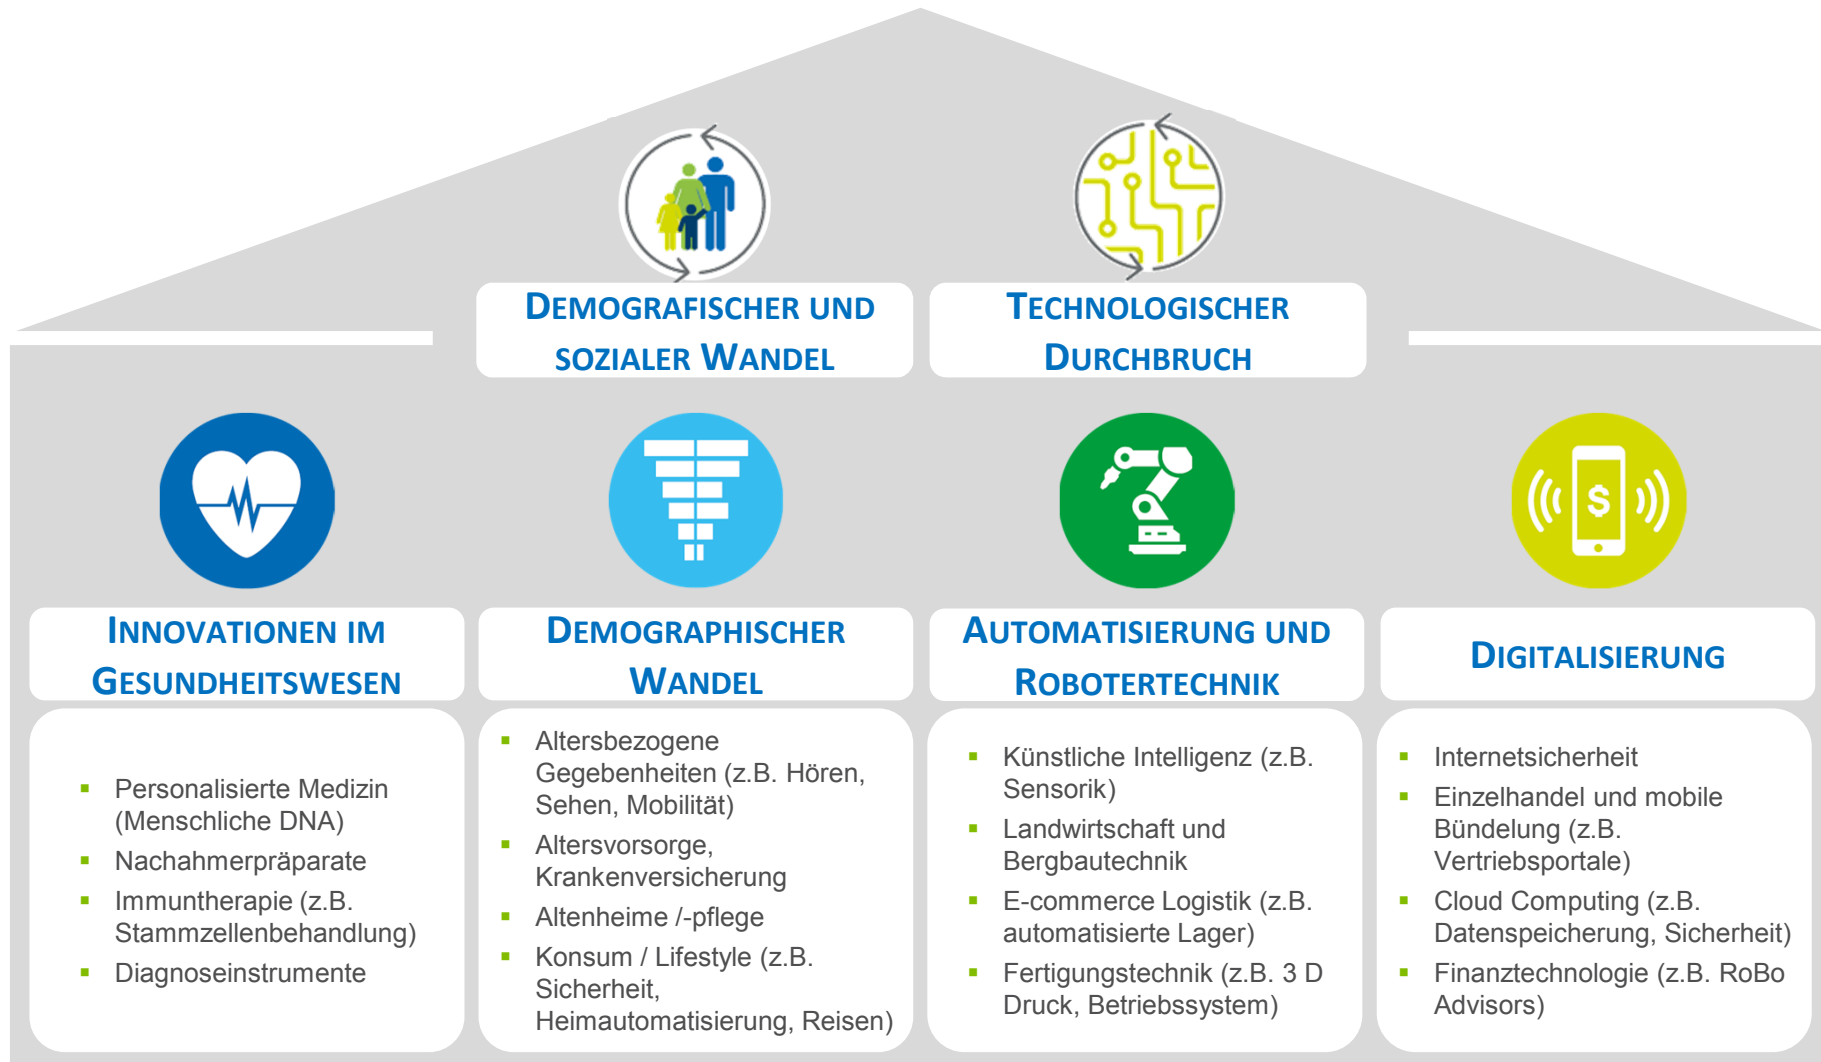 DEMOGRAFISCHER UND
SOZIALER WANDEL
TECHNOLOGISCHER
DURCHBRUCH
$
INNOVATIONEN IM
GESUNDHEITSWESEN
Personalisierte Medizin
(Menschliche DNA)
Nachahmerpräparate
Immuntherapie (z.B.
Stammzellenbehandlung)
Diagnoseinstrumente
DEMOGRAPHISCHER
WANDEL
Altersbezogene
Gegebenheiten (z.B. Hören,
Sehen, Mobilität)
Altersvorsorge,
Krankenversicherung
Altenheime /-pflege
Konsum / Lifestyle (z.B.
Sicherheit,
Heimautomatisierung, Reisen)
AUTOMATISIERUNG UND
ROBOTERTECHNIK
Künstliche Intelligenz (z.B.
Sensorik)
Landwirtschaft und
Bergbautechnik
E-commerce Logistik (z.B.
automatisierte Lager)
Fertigungstechnik (z.B. 3 D
Druck, Betriebssystem)
DIGITALISIERUNG
Internetsicherheit
Einzelhandel und mobile
Bündelung (z.B.
Vertriebsportale)
Cloud Computing (z.B.
Datenspeicherung, Sicherheit)
Finanztechnologie (z.B. RoBo
Advisors)